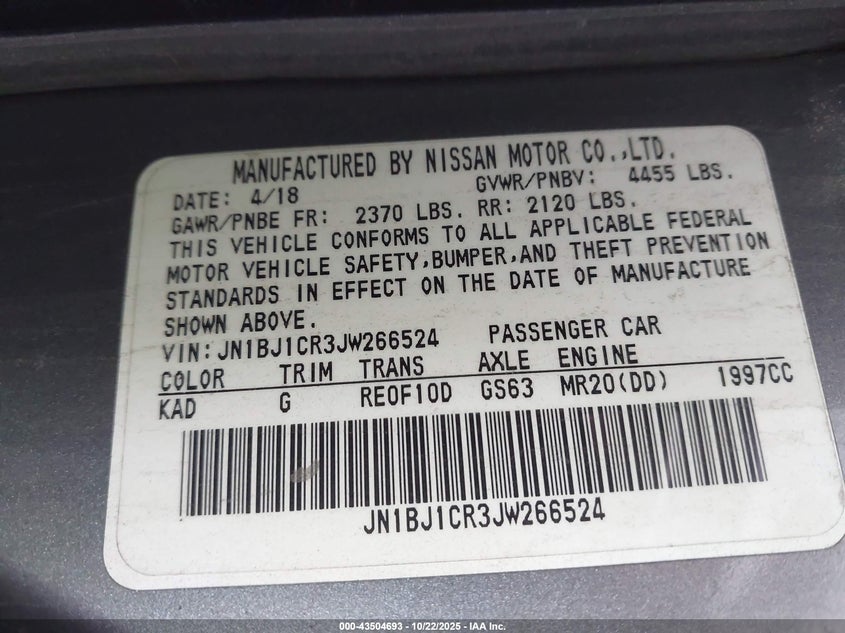 MANUFACTURED BY NISSAN MOTOR CO.,LTD.
DATE: 4/18 GVWR/PNBV: 4455 LBS.
GAWR/PNBE FR: 2370 LBS. RR: 2120 LBS.
THIS VEHICLE CONFORMS TO ALL APPLICABLE FEDERAL
MOTOR VEHICLE SAFETY,BUMPER,AND THEFT PREVENTION
STANDARDS IN EFFECT ON THE DATE OF MANUFACTURE
SHOWN ABOVE.
VIN:JN1BJ1CR3JW266524 PASSENGER CAR
COLOR TRIM TRANS AXLE ENGINE
KAD G RE0F10D GS63 MR20(DD) 1997CC
JN1BJ1CR3JW266524
000-43504693 | 10/22/2025 | IAA Inc.